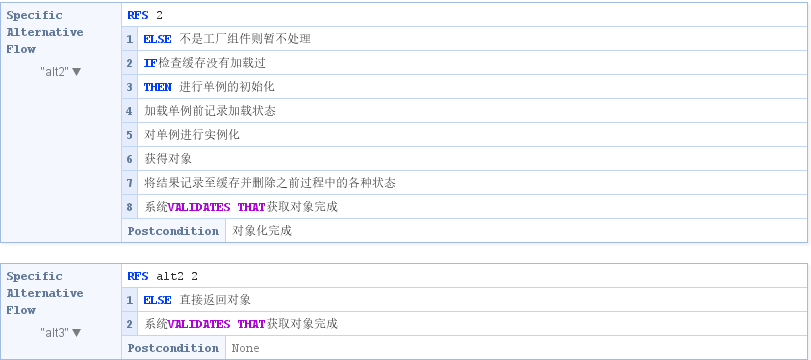 Specific Alternative Flow
"alt2" ▼
RFS 2
1 ELSE 不是工厂组件则暂不处理
2 IF检查缓存没有加载过
3 THEN 进行单例的初始化
4 加载单例前记录加载状态
5 对单例进行实例化
6 获得对象
7 将结果记录至缓存并删除之前过程中的各种状态
8 系统VALIDATES THAT获取对象完成
Postcondition 对象化完成
Specific Alternative Flow
"alt3" ▼
RFS alt2 2
1 ELSE 直接返回对象
2 系统VALIDATES THAT获取对象完成
Postcondition None